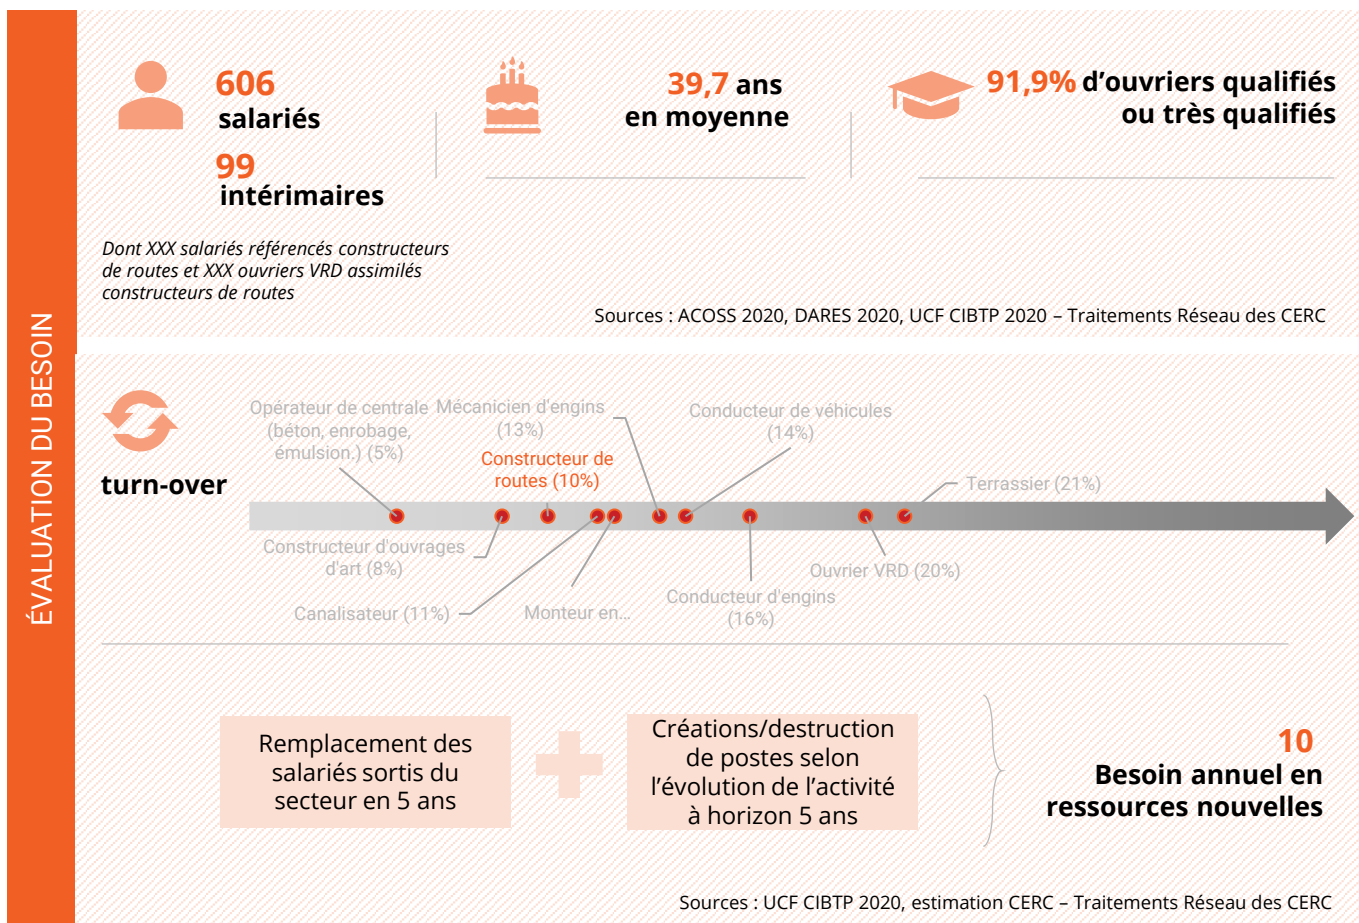 ÉVALUATION DU BESOIN
606
salariés
99
intérimaires
39,7 ans
en moyenne
91,9% d'ouvriers qualifiés
ou très qualifiés
Dont XXX salariés référencés constructeurs
de routes et XXX ouvriers VRD assimilés
constructeurs de routes
Sources : ACOSS 2020, DARES 2020, UCF CIBTP 2020 – Traitements Réseau des CERC
turn-over
Opérateur de centrale
(béton, enrobage,
émulsion.) (5%)
Mécanicien d'engins
(13%)
Constructeur de
routes (10%)
Conducteur de véhicules
(14%)
Terrassier (21%)
Constructeur d'ouvrages
d'art (8%)
Canalisateur (11%)
Monteur en...
Conducteur d'engins
(16%)
Ouvrier VRD (20%)
Remplacement des
salariés sortis du
secteur en 5 ans
Créations/destruction
de postes selon
l'évolution de l'activité
à horizon 5 ans
10
Besoin annuel en
ressources nouvelles
Sources : UCF CIBTP 2020, estimation CERC – Traitements Réseau des CERC